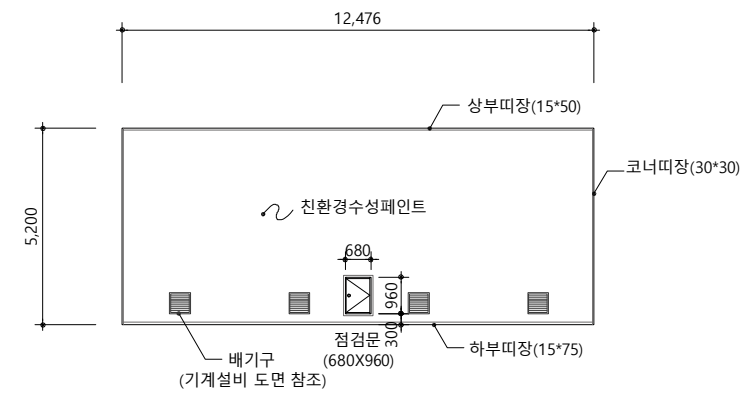 12,476
상부띠장(15*50)
코너띠장(30*30)
친환경수성페인트
5,200
680
960
300
점검문
(680X960)
하부띠장(15*75)
배기구
(기계설비 도면 참조)